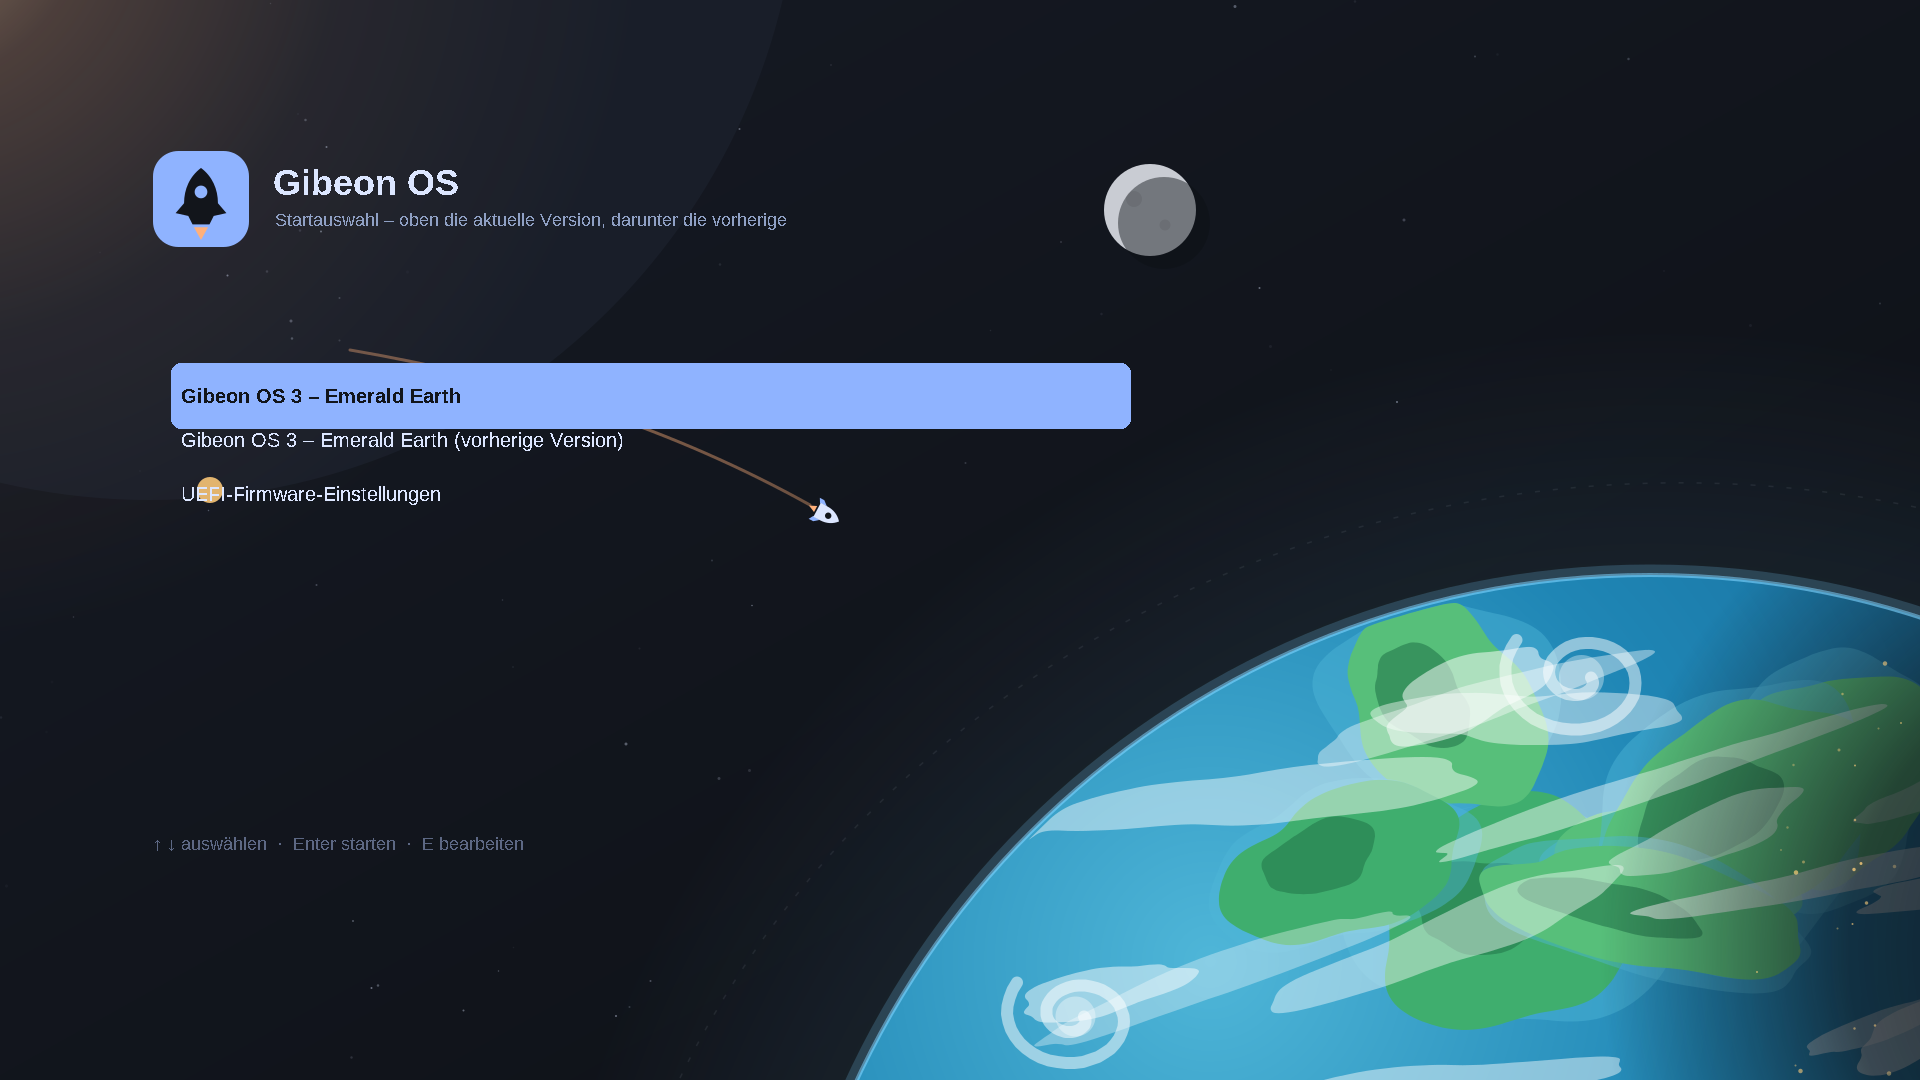 Gibeon OS
Startauswahl – oben die aktuelle Version, darunter die vorherige
Gibeon OS 3 – Emerald Earth
Gibeon OS 3 – Emerald Earth (vorherige Version)
UEFI-Firmware-Einstellungen
↑ ↓ auswählen · Enter starten · E bearbeiten